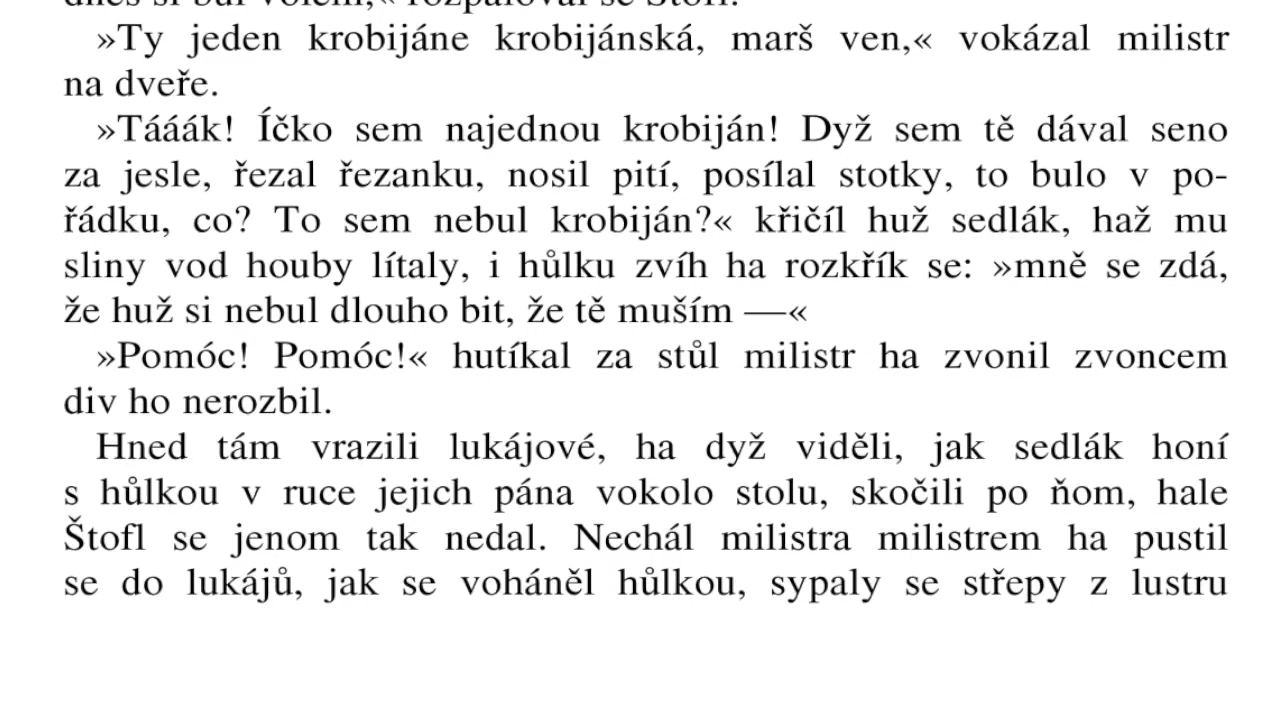 »Ty jeden krobijáne krobijánská, marš ven,« vokázal milistr
na dveře.
»Tááák! Íčko sem najednou krobiján! Dyž sem tě dával seno
za jesle, řezal řezanku, nosil pití, posílal stotky, to bulo v po-
řádku, co? To sem nebul krobiján?« křičíl huž sedlák, haž mu
sliny vod houby lítaly, i hůlku zvíh ha rozkřík se: »mně se zdá,
že huž si nebul dlouho bit, že tě muším —«
»Pomóc! Pomóc!« hutíkal za stůl milistr ha zvonil zvoncem
div ho nerozbil.
Hned tám vrazili lukájové, ha dyž viděli, jak sedlák honí
s hůlkou v ruce jejich pána vokolo stolu, skočili po ňom, hale
Štofl se jenom tak nedal. Nechál milistra milistrem ha pustil
se do lukájů, jak se voháněl hůlkou, sypaly se střepy z lustru